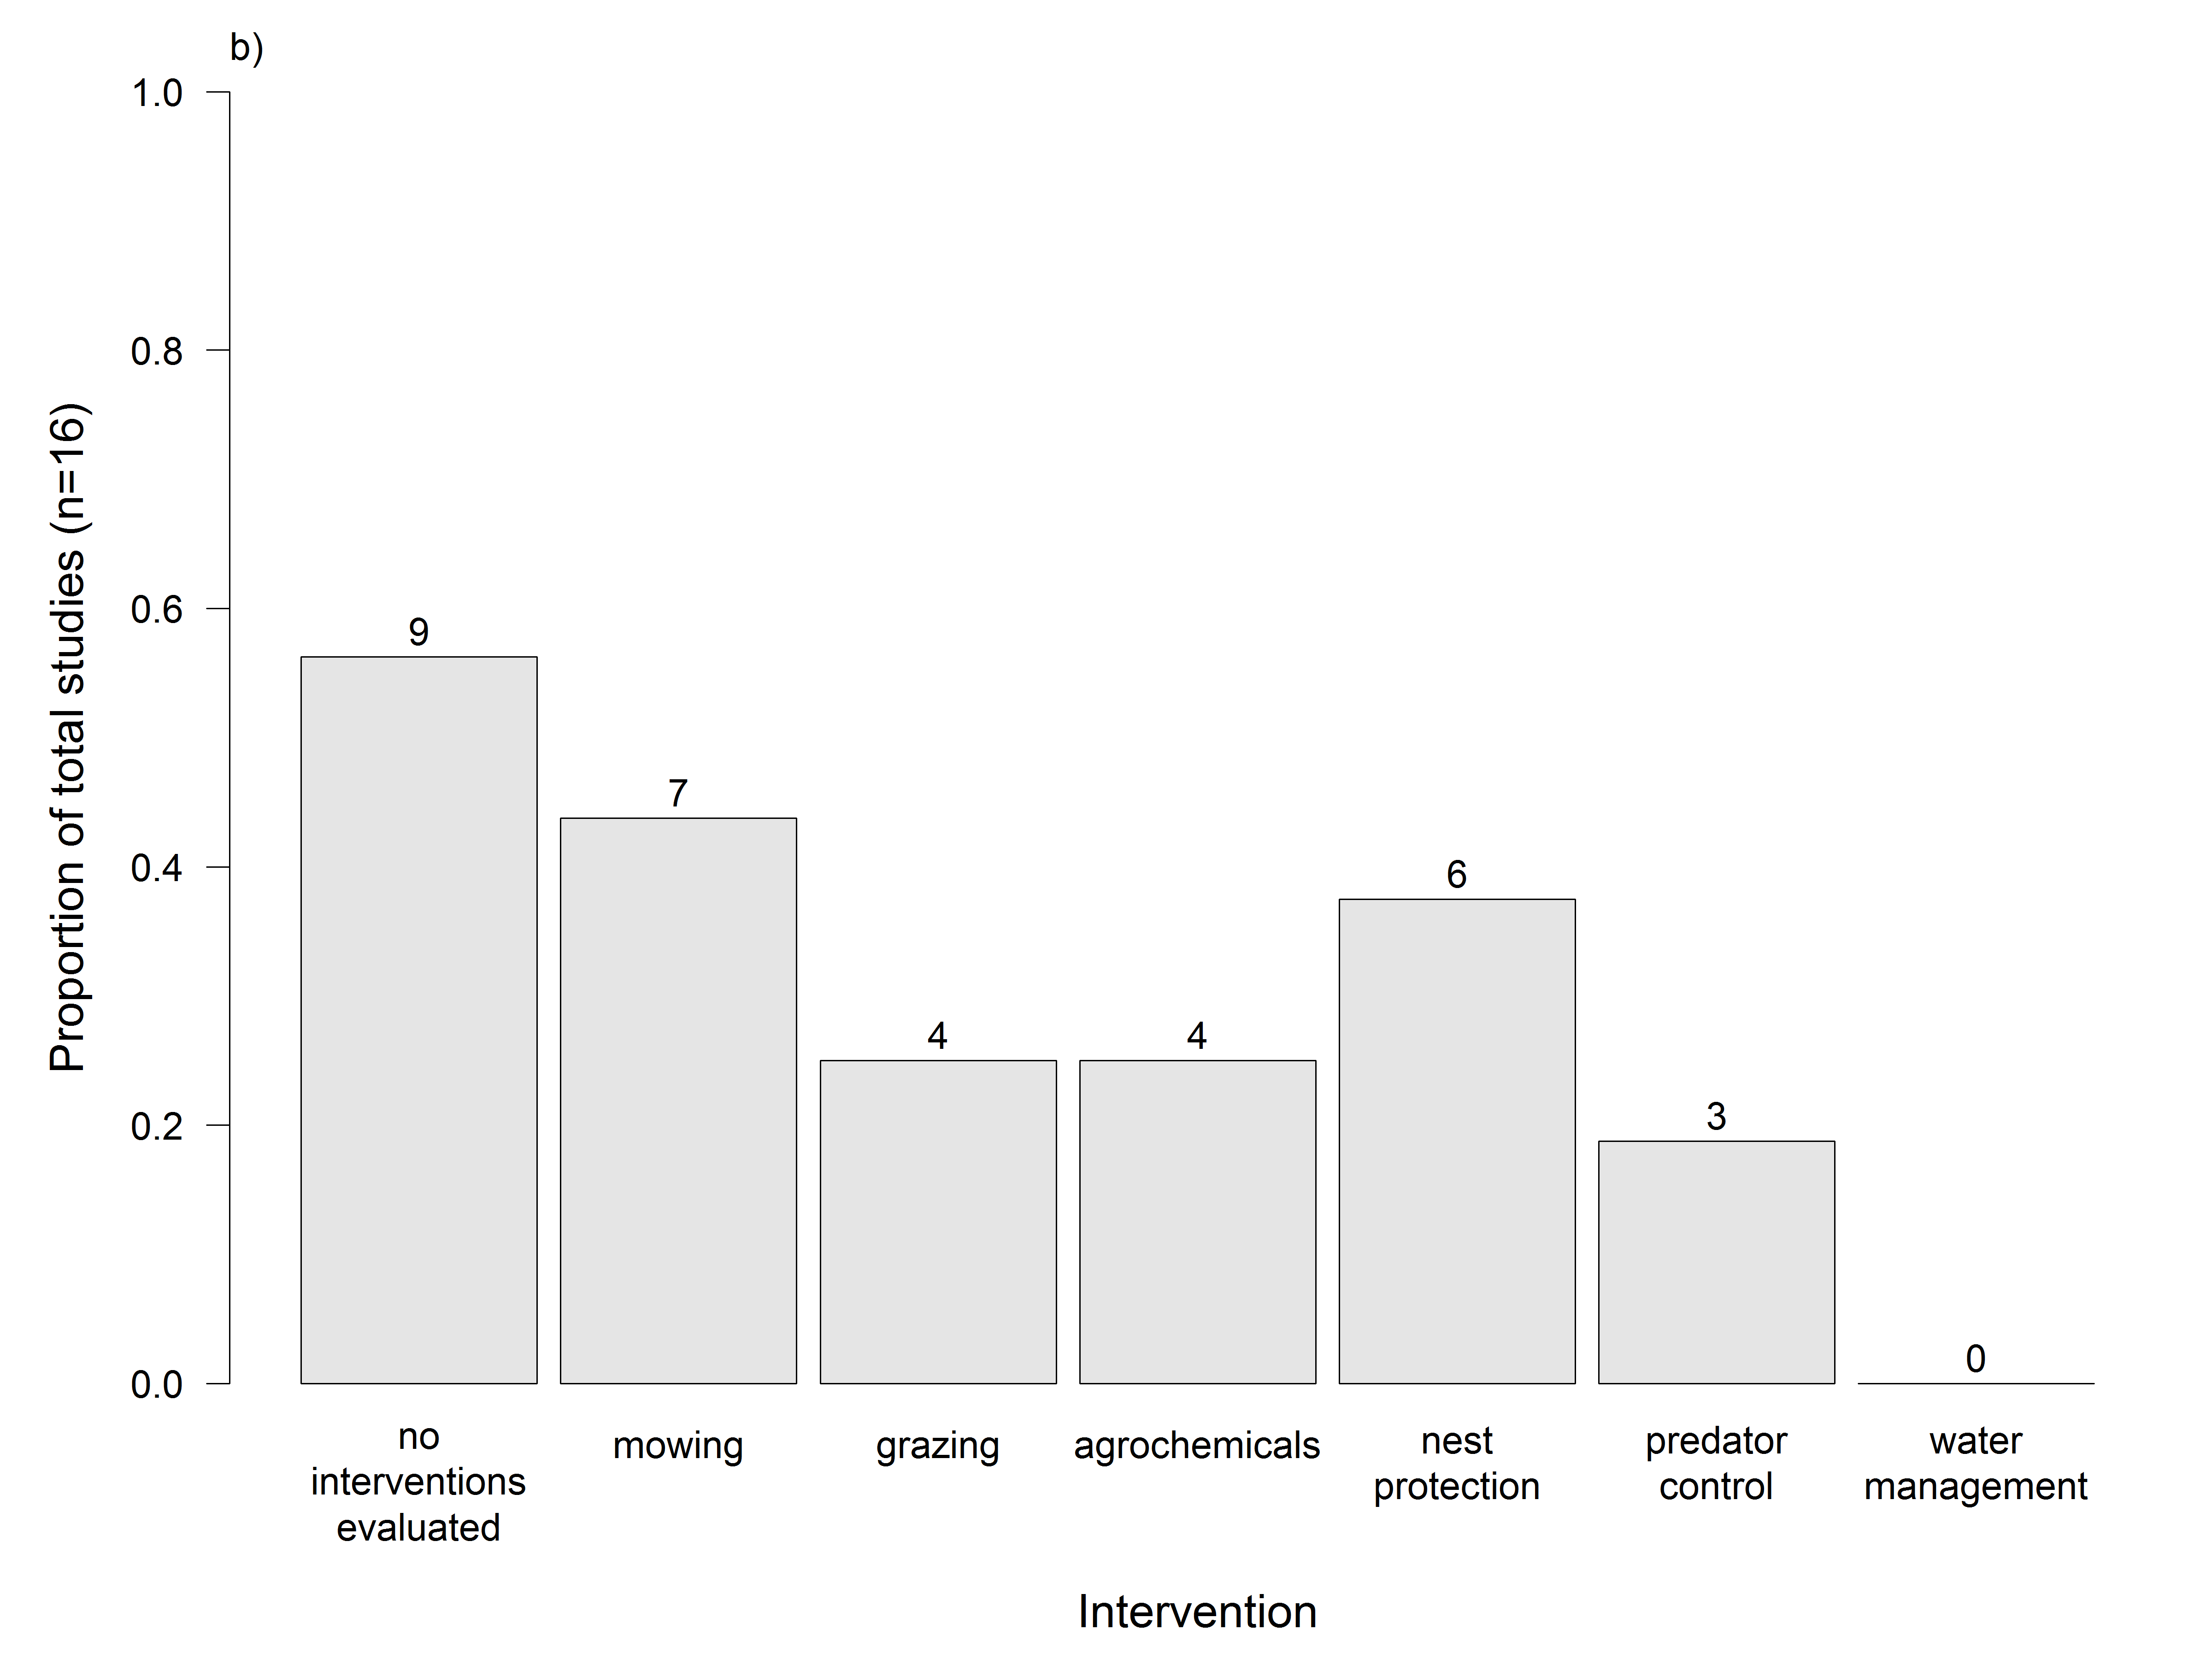 b)
1.0
0.8
0.6
0.4
0.2
0.0
Proportion of total studies (n=16)
9
7
4
4
6
3
0
no
interventions
evaluated
mowing
grazing
agrochemicals
nest
protection
predator
control
water
management
Intervention